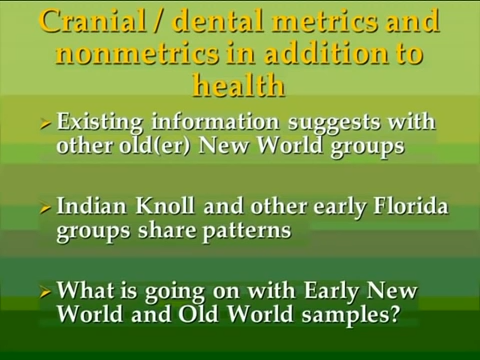 Cranial / dental metrics and
nonmetrics in addition to
health
Existing information suggests with
other old(er) New World groups
Indian Knoll and other early Florida
groups share patterns
What is going on with Early New
World and Old World samples?